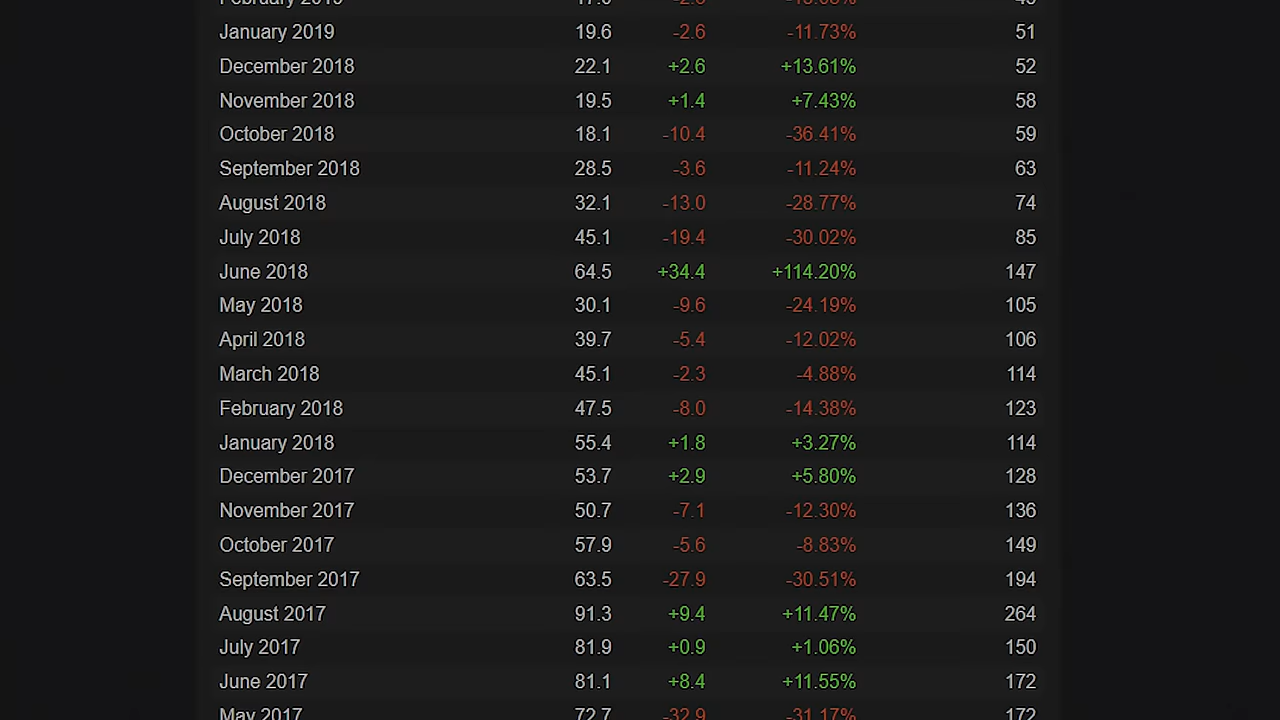 February 2019 17.0
January 2019 19.6 -2.6 -11.73% 51
December 2018 22.1 +2.6 +13.61% 52
November 2018 19.5 +1.4 +7.43% 58
October 2018 18.1 -10.4 -36.41% 59
September 2018 28.5 -3.6 -11.24% 63
August 2018 32.1 -13.0 -28.77% 74
July 2018 45.1 -19.4 -30.02% 85
June 2018 64.5 +34.4 +114.20% 147
May 2018 30.1 -9.6 -24.19% 105
April 2018 39.7 -5.4 -12.02% 106
March 2018 45.1 -2.3 -4.88% 114
February 2018 47.5 -8.0 -14.38% 123
January 2018 55.4 +1.8 +3.27% 114
December 2017 53.7 +2.9 +5.80% 128
November 2017 50.7 -7.1 -12.30% 136
October 2017 57.9 -5.6 -8.83% 149
September 2017 63.5 -27.9 -30.51% 194
August 2017 91.3 +9.4 +11.47% 264
July 2017 81.9 +0.9 +1.06% 150
June 2017 81.1 +8.4 +11.55% 172
May 2017 72.7 -32.9 -31.17% 172